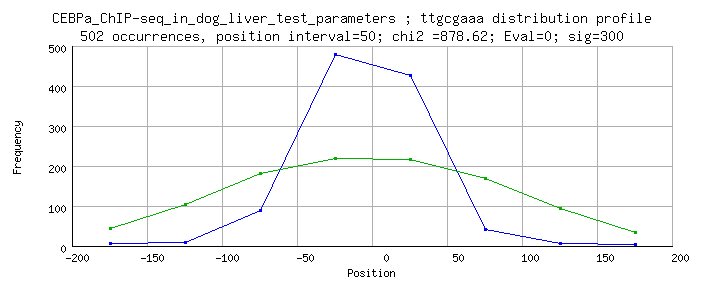 CEBPa_ChIP-seq_in_dog_liver_test_parameters ; ttgcgaaa distribution profile
502 occurrences, position interval=50; chi2 =878.62; Eval=0; sig=300
500
400
300
200
100
0
Frequency
-200 -150 -100 -50 0 50 100 150 200
Position